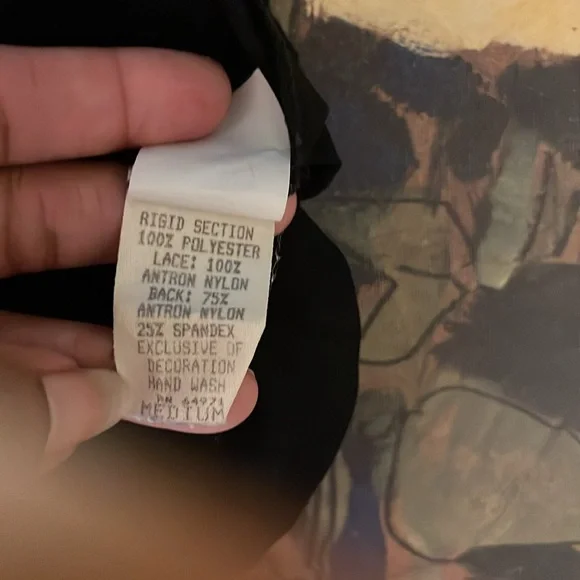 RIGID SECTION
100% POLYESTER
LACE: 100%
ANTRON NYLON
BACK: 75%
ANTRON NYLON
25% SPANDEX
EXCLUSIVE OF
DECORATION
HAND WASH
RN 64971
MEDIUM